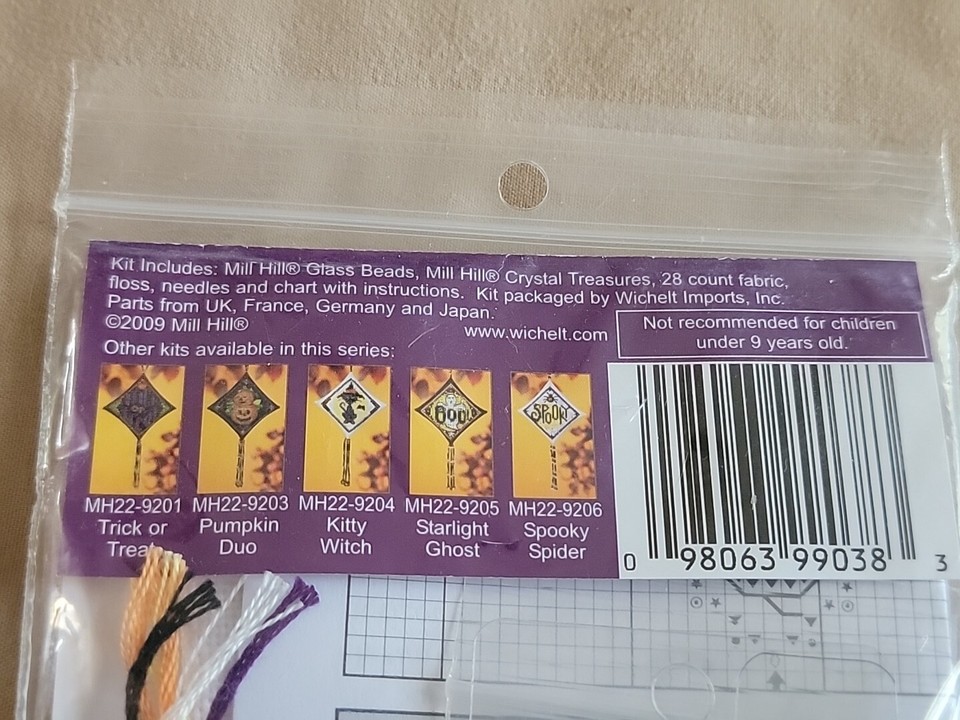 Kit Includes: Mill Hill® Glass Beads, Mill Hill® Crystal Treasures, 28 count fabric,
floss, needles and chart with instructions. Kit packaged by Wichelt Imports, Inc.
Parts from UK, France, Germany and Japan.
©2009 Mill Hill®
www.wichelt.com
Not recommended for children
under 9 years old.
Other kits available in this series:
BOO!
SPOOKY
MH22-9201
Trick or
Treat
MH22-9203
Pumpkin
Duo
MH22-9204
Kitty
Witch
MH22-9205
Starlight
Ghost
MH22-9206
Spooky
Spider
0 98063 99038 3